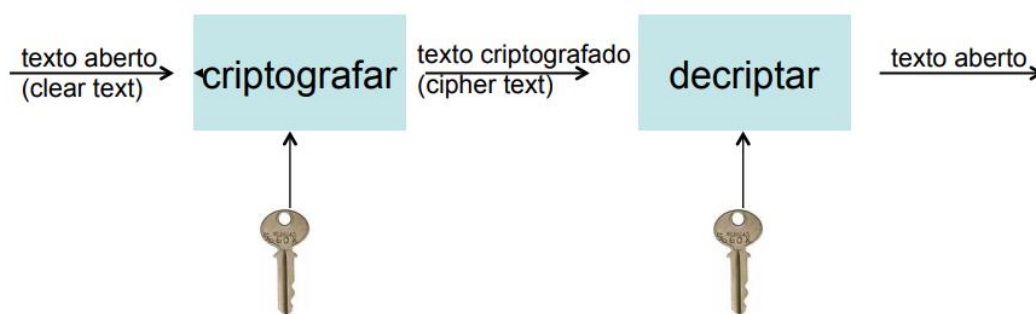 texto aberto
(clear text)
criptografar
texto criptografado
(cipher text)
decriptar
texto aberto